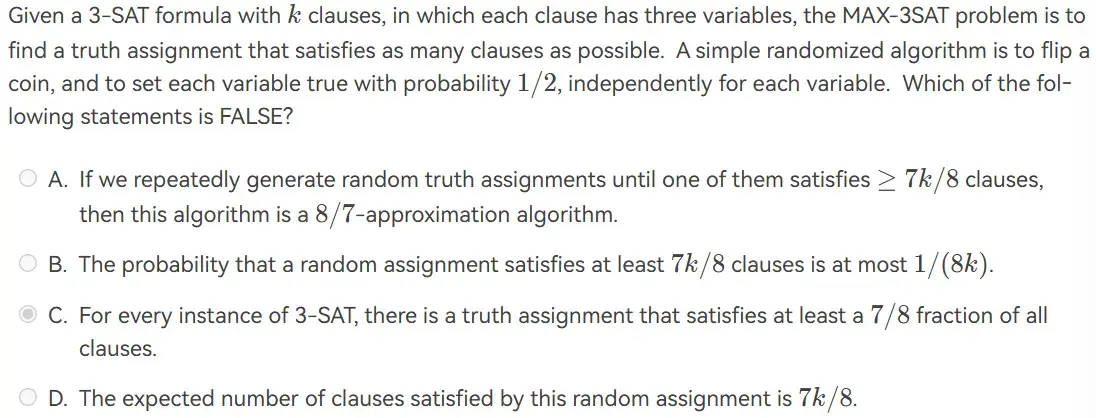 Given a 3-SAT formula with k clauses, in which each clause has three variables, the MAX-3SAT problem is to
find a truth assignment that satisfies as many clauses as possible. A simple randomized algorithm is to flip a
coin, and to set each variable true with probability 1/2, independently for each variable. Which of the fol-
lowing statements is FALSE?
A. If we repeatedly generate random truth assignments until one of them satisfies ≥ 7k/8 clauses,
then this algorithm is a 8/7-approximation algorithm.
B. The probability that a random assignment satisfies at least 7k/8 clauses is at most 1/(8k).
C. For every instance of 3-SAT, there is a truth assignment that satisfies at least a 7/8 fraction of all
clauses.
D. The expected number of clauses satisfied by this random assignment is 7k/8.